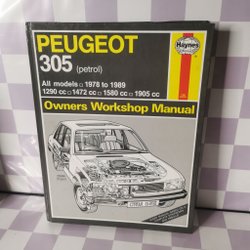 PEUGEOT
305 (petrol)
Haynes
All models □ 1978 to 1989
1290 cc □ 1472 cc □ 1580 cc □ 1905 cc
Owners Workshop Manual